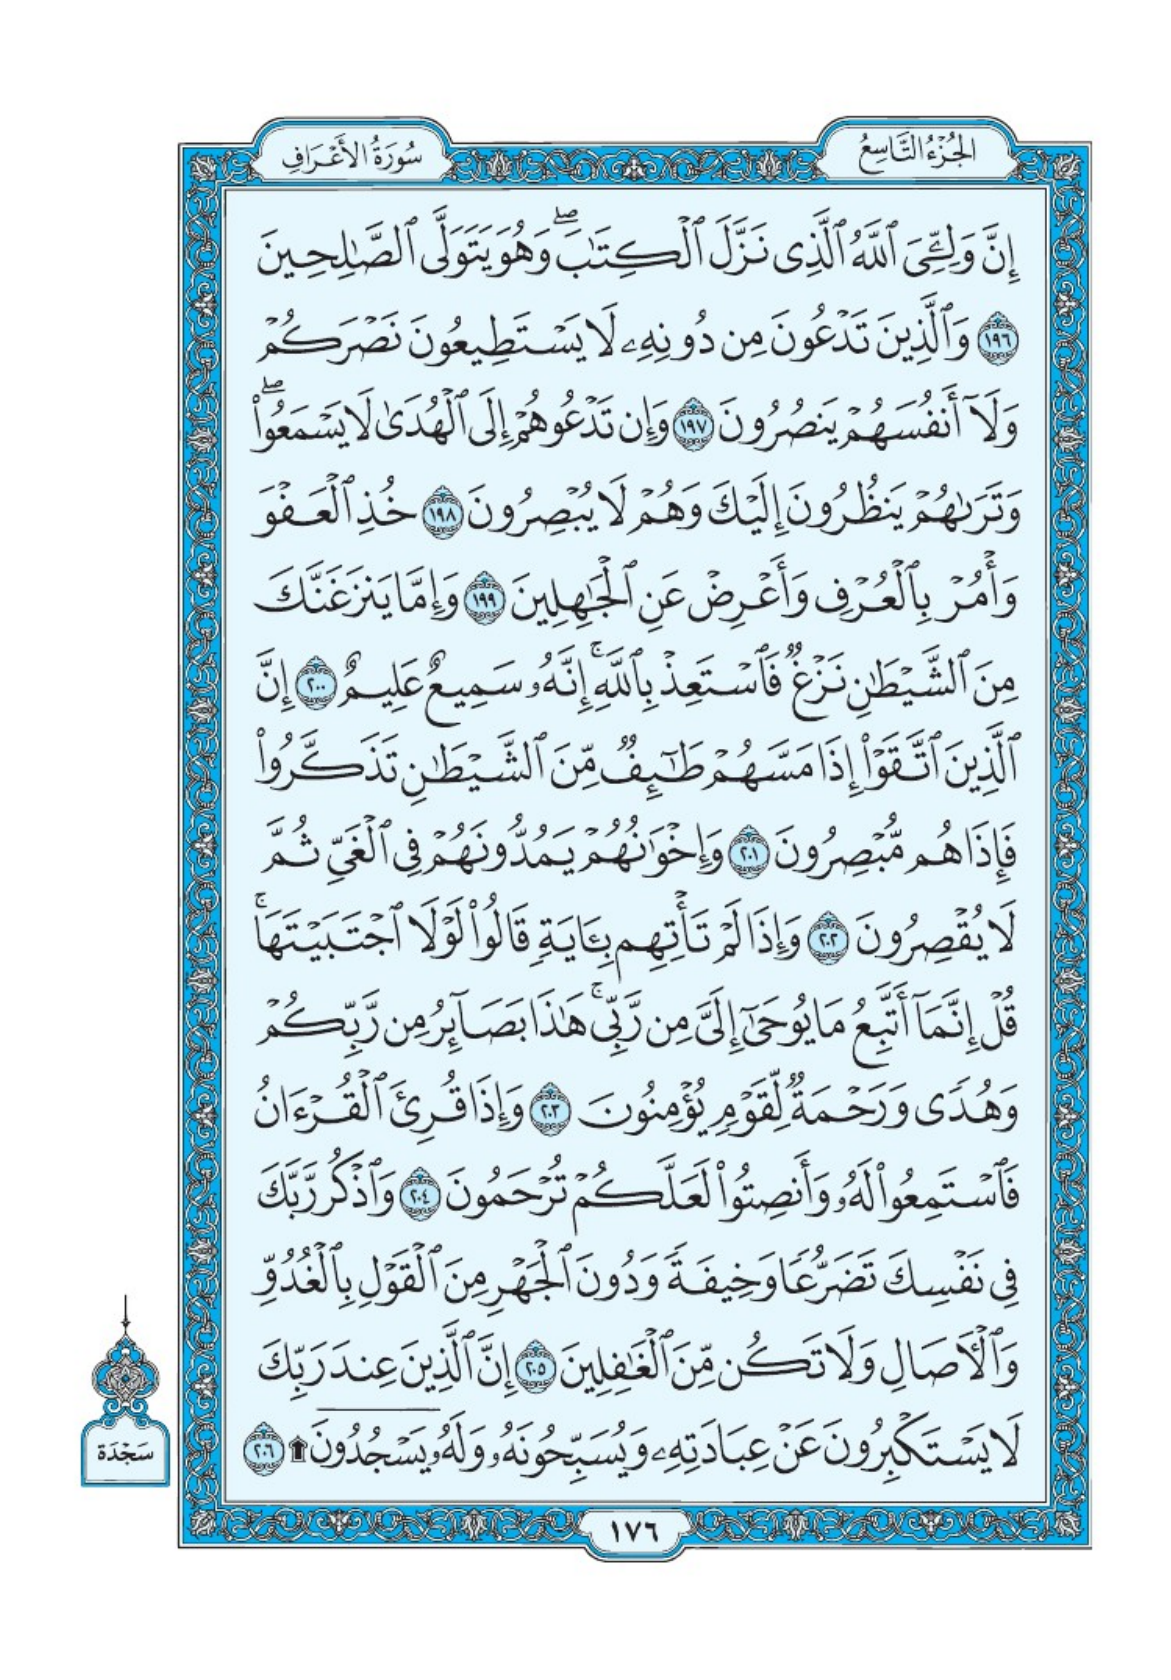 الجُزْءُ التَّاسِعُ
سُورَةُ الأَعْرَافِ
إِنَّ وَلِـِّۧيَ ٱللَّهُ ٱلَّذِى نَزَّلَ ٱلْكِتَٰبَ ۖ وَهُوَ يَتَوَلَّى ٱلصَّٰلِحِينَ
١٩٦ وَٱلَّذِينَ تَدْعُونَ مِن دُونِهِۦ لَا يَسْتَطِيعُونَ نَصْرَكُمْ
وَلَآ أَنفُسَهُمْ يَنصُرُونَ ١٩٧ وَإِن تَدْعُوهُمْ إِلَى ٱلْهُدَىٰ لَا يَسْمَعُوا۟ ۖ
وَتَرَىٰهُمْ يَنظُرُونَ إِلَيْكَ وَهُمْ لَا يُبْصِرُونَ ١٩٨ خُذِ ٱلْعَفْوَ
وَأْمُرْ بِٱلْعُرْفِ وَأَعْرِضْ عَنِ ٱلْجَٰهِلِينَ ١٩٩ وَإِمَّا يَنزَغَنَّكَ
مِنَ ٱلشَّيْطَٰنِ نَزْغٌ فَٱسْتَعِذْ بِٱللَّهِ ۚ إِنَّهُۥ سَمِيعٌ عَلِيمٌ ٢٠٠ إِنَّ
ٱلَّذِينَ ٱتَّقَوْا۟ إِذَا مَسَّهُمْ طَٰٓئِفٌ مِّنَ ٱلشَّيْطَٰنِ تَذَكَّرُوا۟
فَإِذَا هُم مُّبْصِرُونَ ٢٠١ وَإِخْوَٰنُهُمْ يَمُدُّونَهُمْ فِى ٱلْغَىِّ ثُمَّ
لَا يُقْصِرُونَ ٢٠٢ وَإِذَا لَمْ تَأْتِهِم بِـَٔايَةٍ قَالُوا۟ لَوْلَا ٱجْتَبَيْتَهَا ۚ
قُلْ إِنَّمَآ أَتَّبِعُ مَا يُوحَىٰٓ إِلَىَّ مِن رَّبِّى ۚ هَٰذَا بَصَآئِرُ مِن رَّبِّكُمْ
وَهُدًى وَرَحْمَةٌ لِّقَوْمٍ يُؤْمِنُونَ ٢٠٣ وَإِذَا قُرِئَ ٱلْقُرْءَانُ
فَٱسْتَمِعُوا۟ لَهُۥ وَأَنصِتُوا۟ لَعَلَّكُمْ تُرْحَمُونَ ٢٠٤ وَٱذْكُر رَّبَّكَ
فِى نَفْسِكَ تَضَرُّعًا وَخِيفَةً وَدُونَ ٱلْجَهْرِ مِنَ ٱلْقَوْلِ بِٱلْغُدُوِّ
وَٱلْءَاصَالِ وَلَا تَكُن مِّنَ ٱلْغَٰفِلِينَ ٢٠٥ إِنَّ ٱلَّذِينَ عِندَ رَبِّكَ
لَا يَسْتَكْبِرُونَ عَنْ عِبَادَتِهِۦ وَيُسَبِّحُونَهُۥ وَلَهُۥ يَسْجُدُونَ ۩ ٢٠٦
سَجْدَة
١٧٦